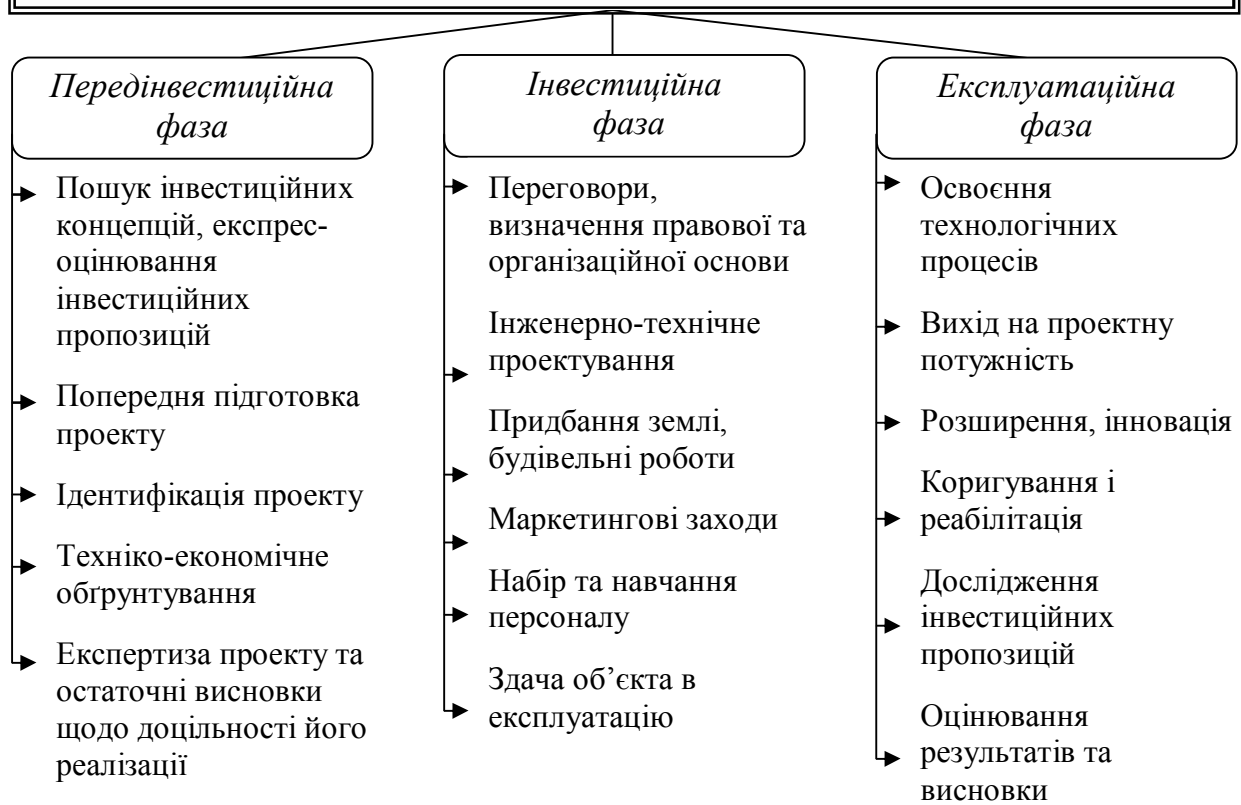 Передінвестиційна
фаза
Пошук інвестиційних
концепцій, експрес-
оцінювання
інвестиційних
пропозицій
Попередня підготовка
проекту
Ідентифікація проекту
Техніко-економічне
обґрунтування
Експертиза проекту та
остаточні висновки
щодо доцільності його
реалізації
Інвестиційна
фаза
Переговори,
визначення правової та
організаційної основи
Інженерно-технічне
проектування
Придбання землі,
будівельні роботи
Маркетингові заходи
Набір та навчання
персоналу
Здача об’єкта в
експлуатацію
Експлуатаційна
фаза
Освоєння
технологічних
процесів
Вихід на проектну
потужність
Розширення, інновація
Коригування і
реабілітація
Дослідження
інвестиційних
пропозицій
Оцінювання
результатів та
висновки